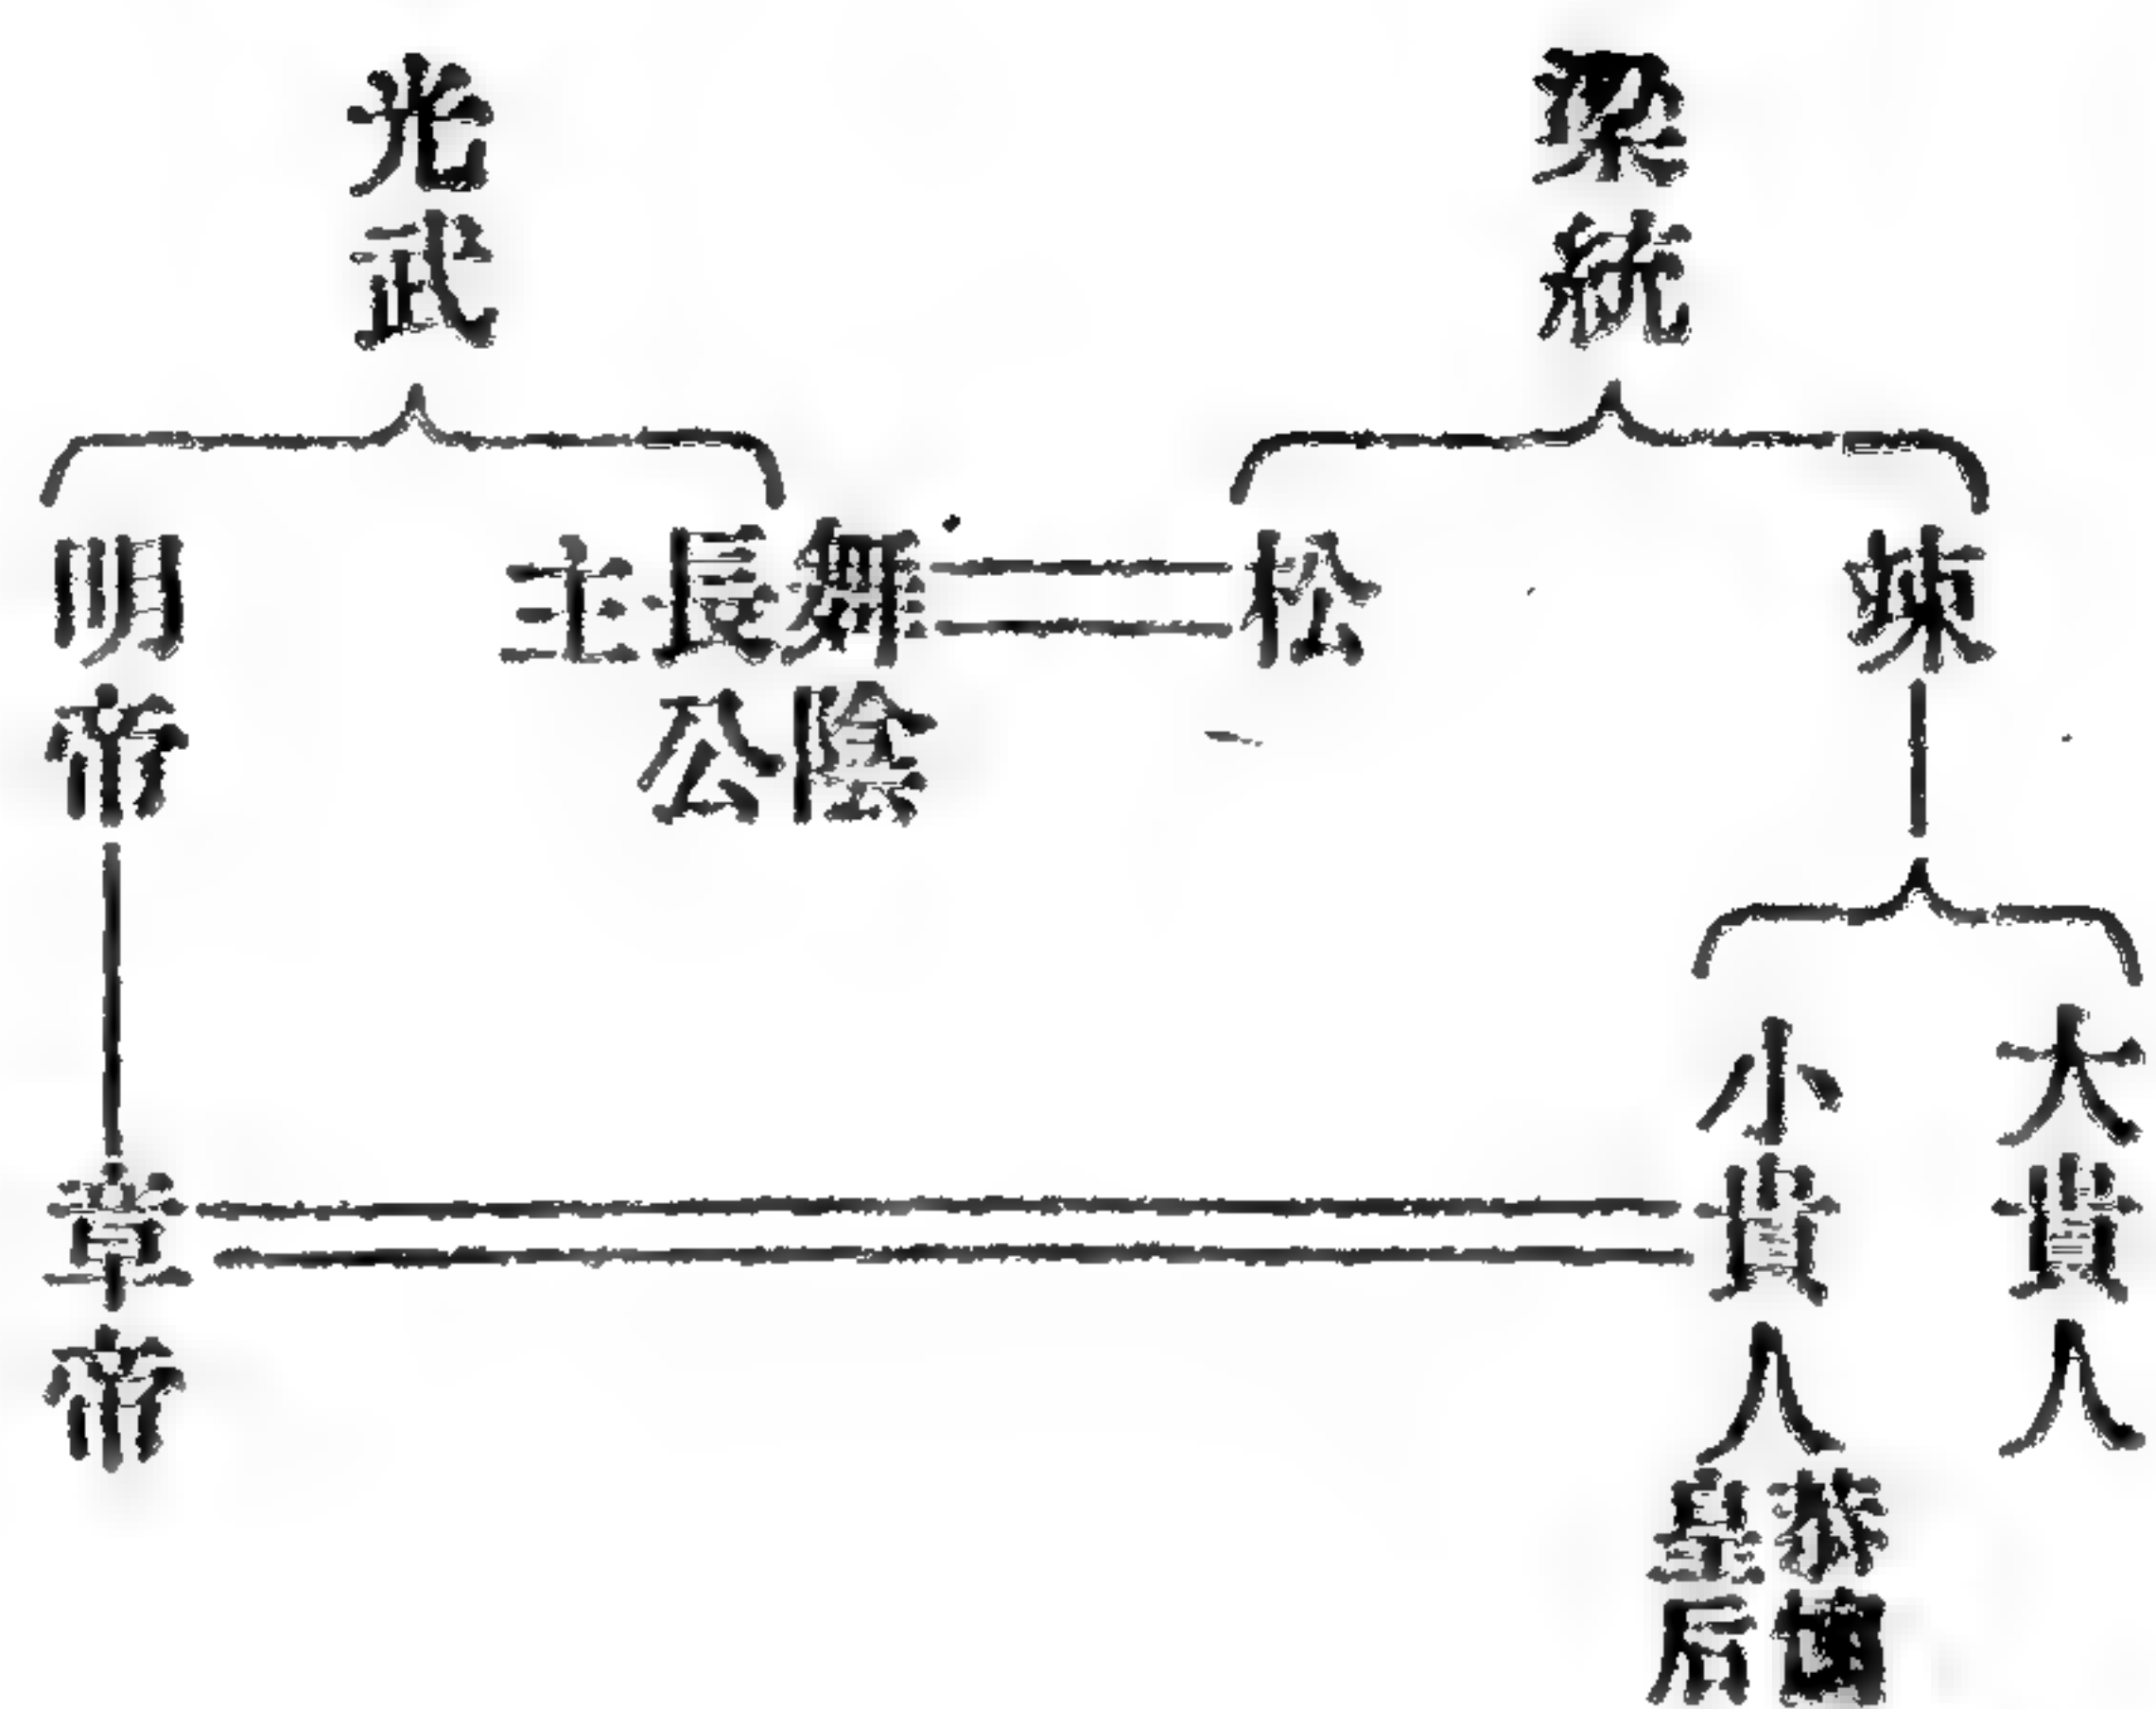 梁統
光武
竦
松
舞陰
長公
主
明帝
大貴人
小貴人
恭懷
皇后
章帝